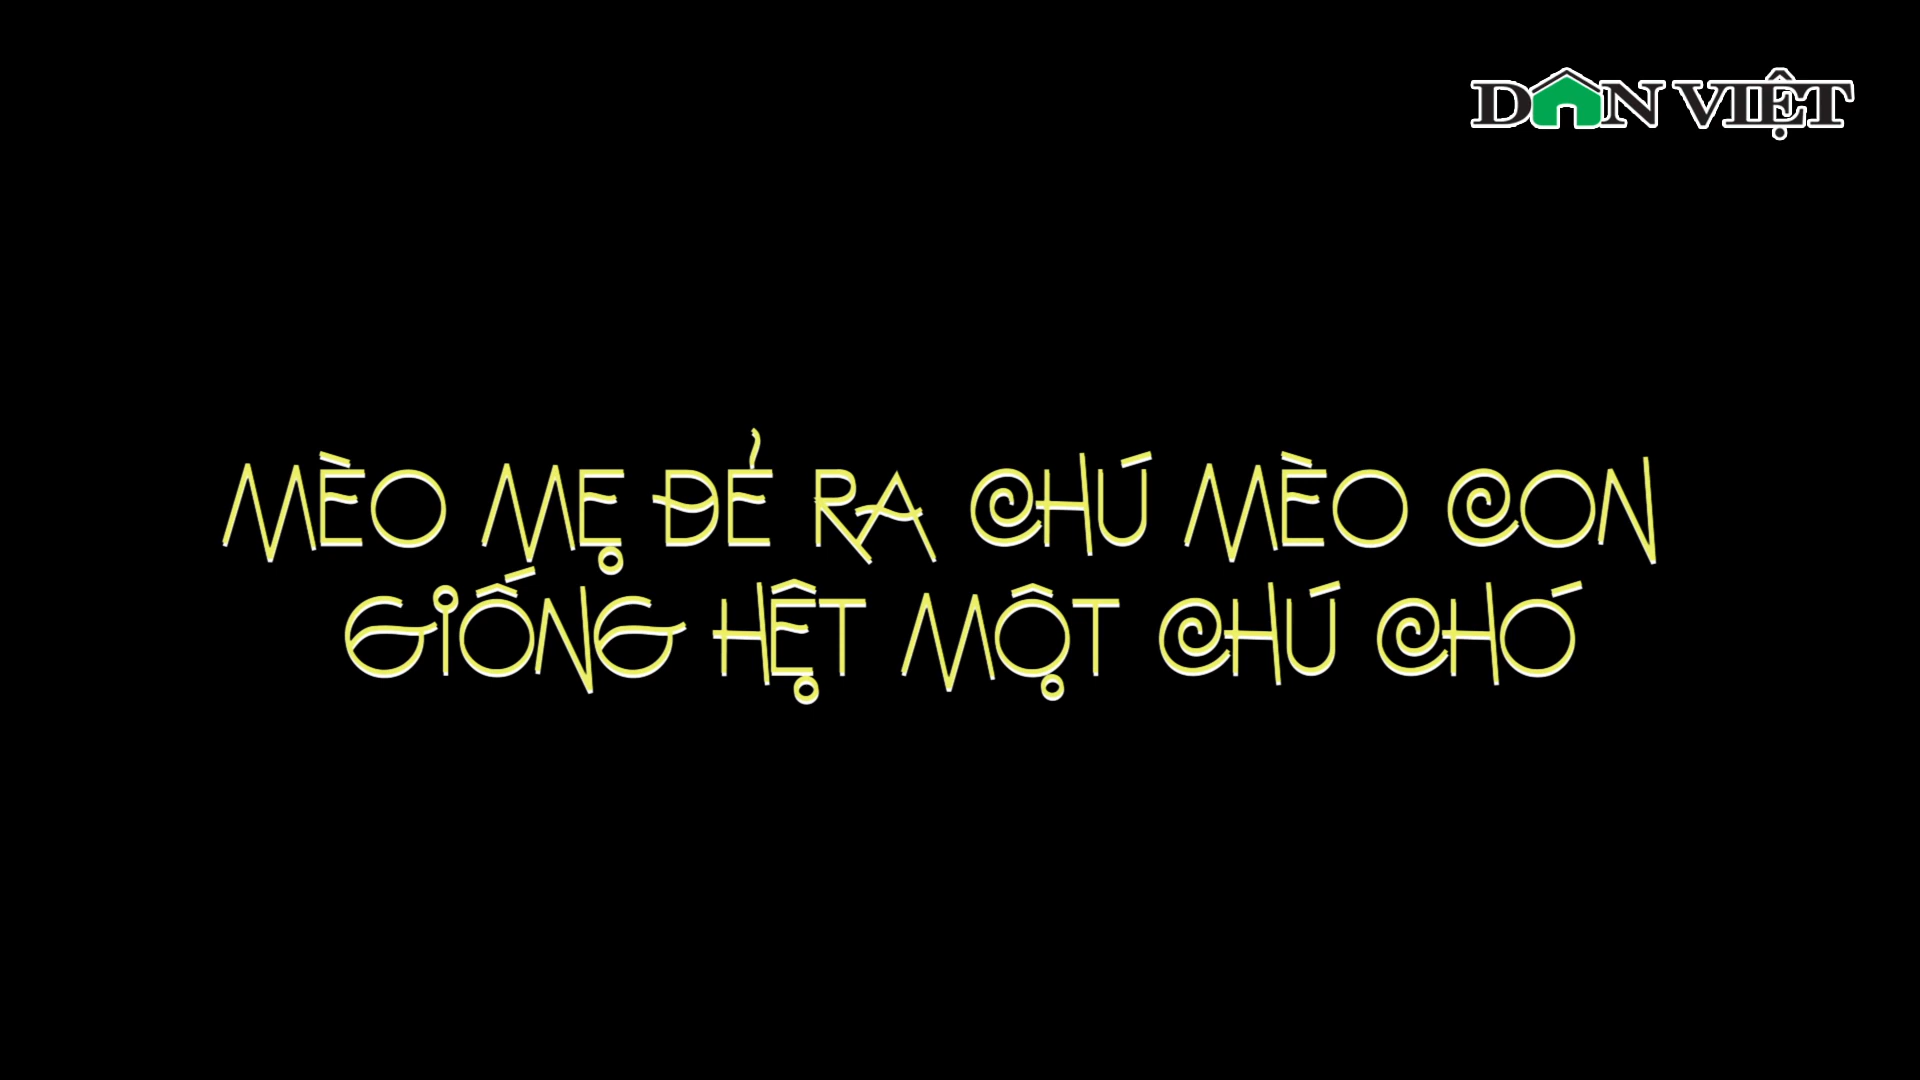 DÂN VIỆT
MÈO MẸ ĐẺ RA CHÚ MÈO CON
GIỐNG HỆT MỘT CHÚ CHÓ